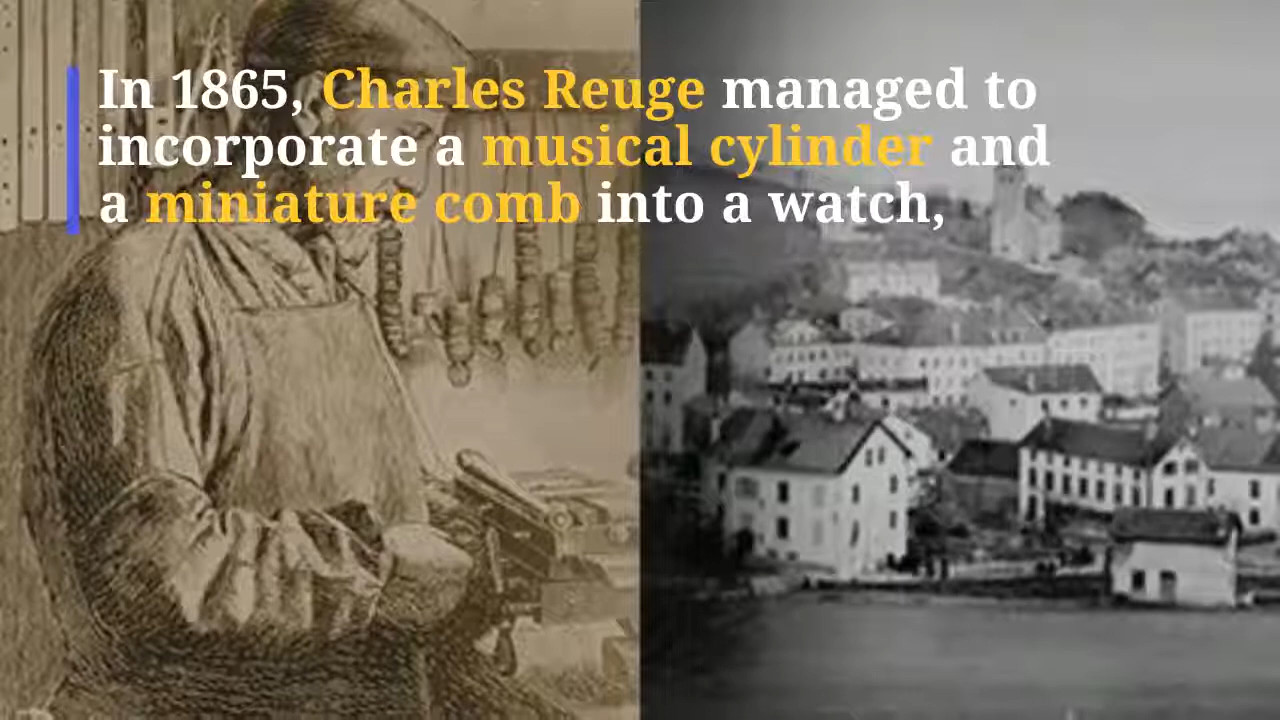 In 1865, Charles Reuge managed to
incorporate a musical cylinder and
a miniature comb into a watch,